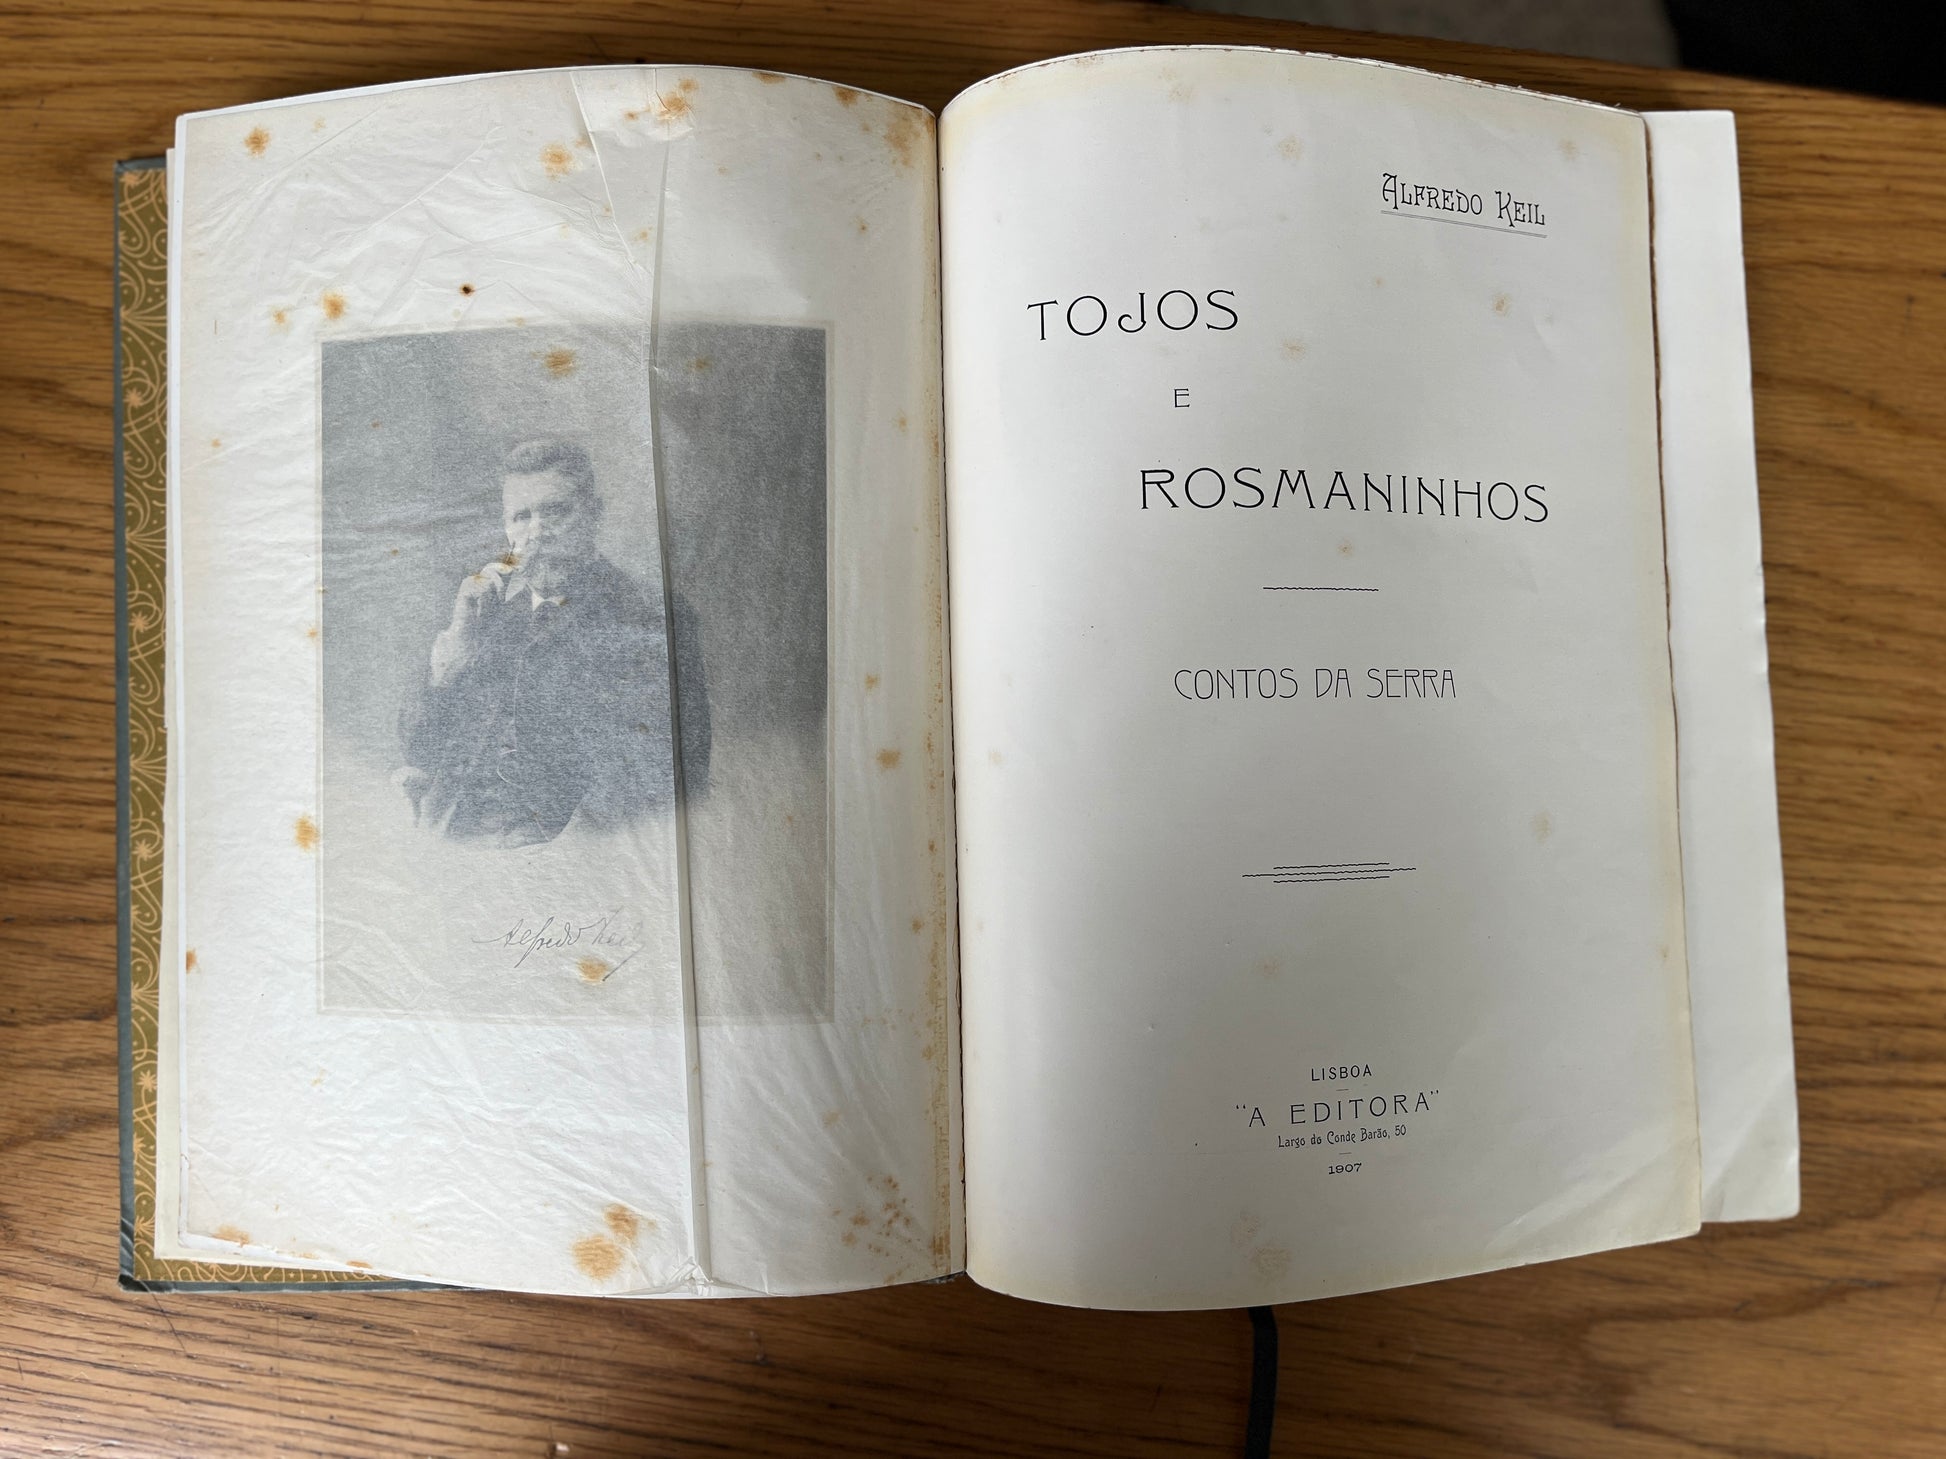 Alfredo Keil
ALFREDO KEIL
TOJOS
E
ROSMANINHOS
CONTOS DA SERRA
LISBOA
"A EDITORA"
Largo do Conde Barão, 50
1907